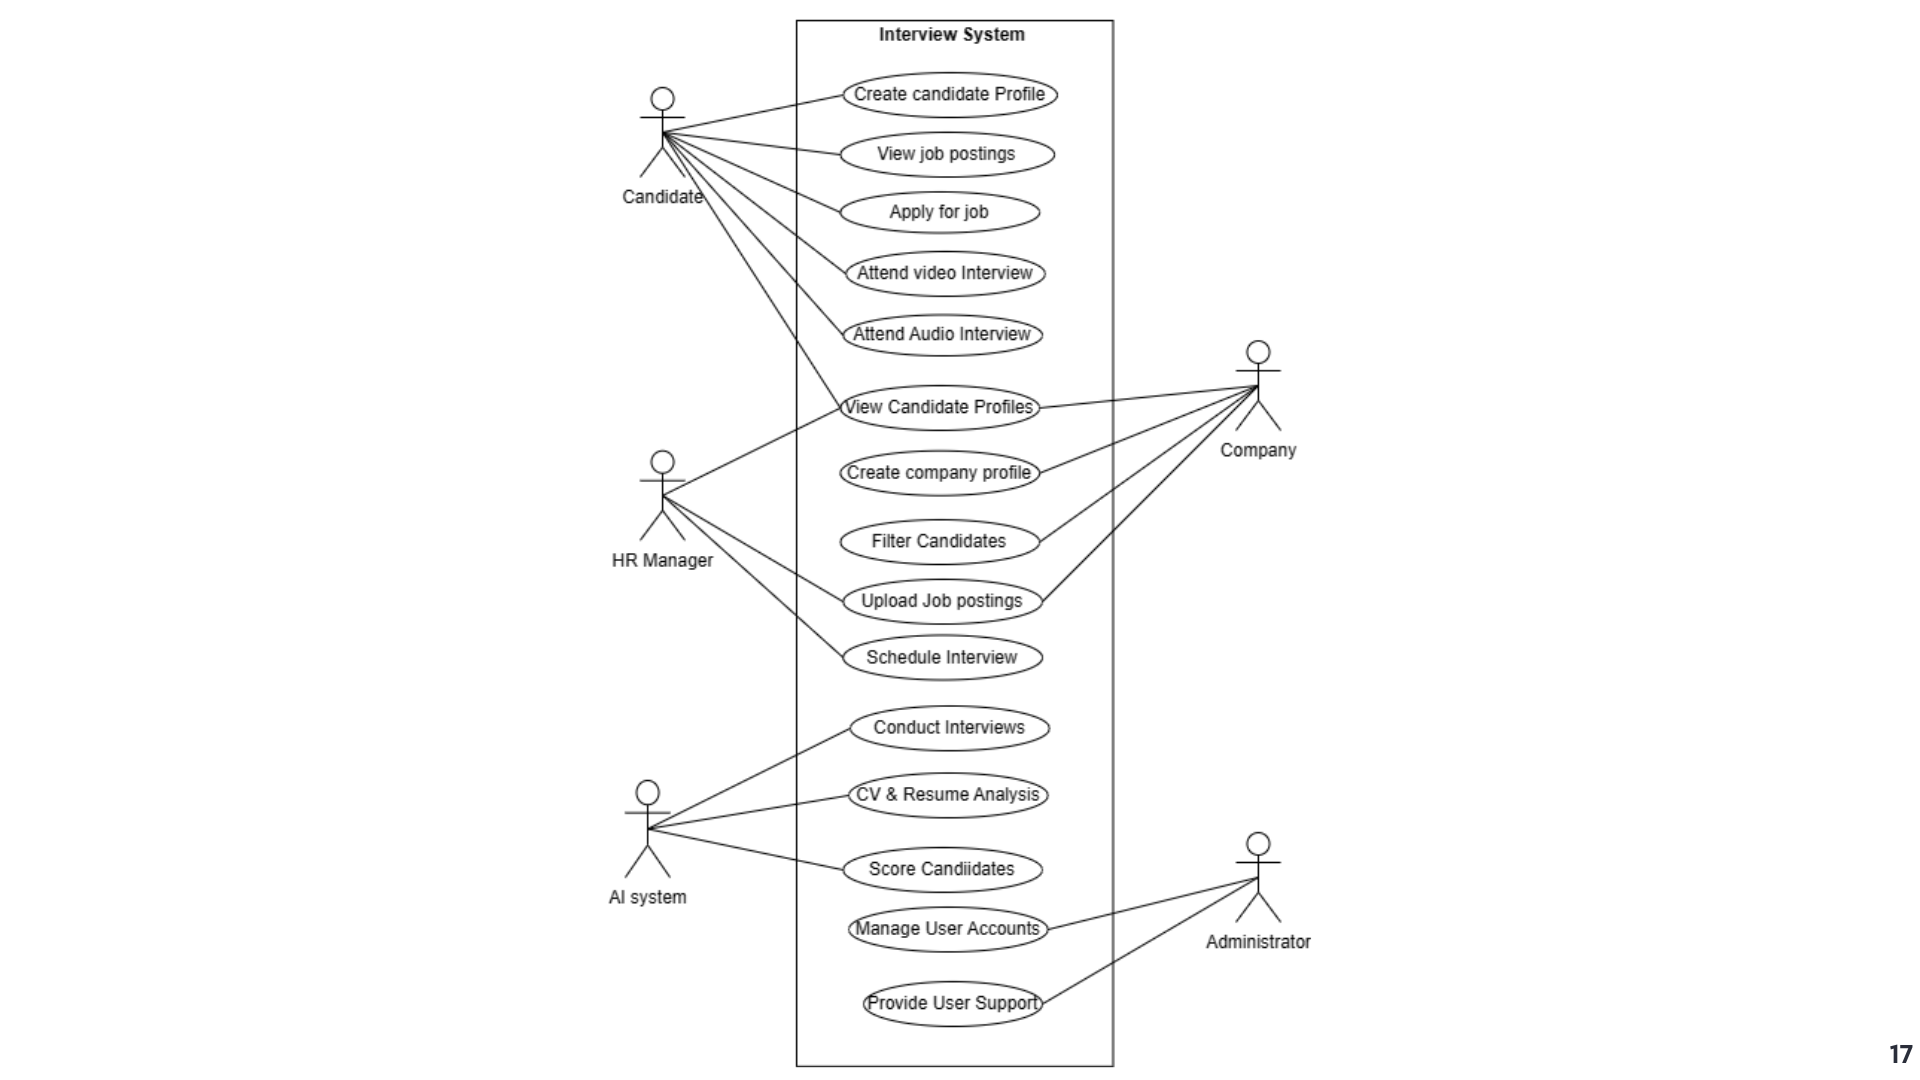 Interview System
Create candidate Profile
View job postings
Candidate
Apply for job
Attend video Interview
Attend Audio Interview
View Candidate Profiles
Company
Create company profile
Filter Candidates
HR Manager
Upload Job postings
Schedule Interview
Conduct Interviews
CV & Resume Analysis
Score Candiidates
AI system
Manage User Accounts
Administrator
Provide User Support
17